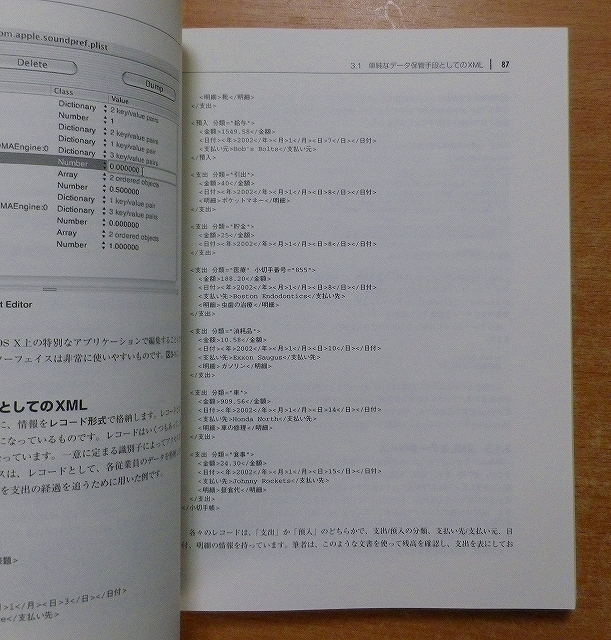 om.apple.soundpref.plist
Delete
Dump
Class Value
Dictionary 2 key/value pairs
Number 1
Dictionary 2 key/value pairs
Dictionary 1 key/value pair
MAEngine:0 Dictionary 3 key/value pairs
Number 0.000000
Array 2 ordered objects
Number 0.500000
MAEngine:0 Dictionary 1 key/value pair
Dictionary 3 key/value pairs
Number 0.000000
Array 2 ordered objects
Number 1.000000
t Editor
OS X上の特別なアプリケーションで編集すること
ーフェイスは非常に使いやすいものです。
としてのXML
に、情報をレコード形式で格納します。レコード
になっているものです。レコードはいくつも
っています。一意に定まる識別子によって
スは、レコードとして、各従業員のデータを
を支出の経過を追うために用いた例です。
月>1</月><日>3</日></日付>
e</支払い先>
3.1 単純なデータ保管手段としてのXML 87
<明細>靴</明細>
</支出>
<預入 分類="給与">
<金額>1549.58</金額>
<日付><年>2002</年><月>1</月><日>7</日></日付>
<支払い元>Bob's Bolts</支払い元>
</預入>
<支出 分類="引出">
<金額>40</金額>
<日付><年>2002</年><月>1</月><日>8</日></日付>
<明細>ポケットマネー</明細>
</支出>
<支出 分類="貯金">
<金額>25</金額>
<日付><年>2002</年><月>1</月><日>8</日></日付>
</支出>
<支出 分類="医療" 小切手番号="855">
<金額>188.20</金額>
<日付><年>2002</年><月>1</月><日>8</日></日付>
<支払い先>Boston Endodontics</支払い先>
<明細>虫歯の治療</明細>
</支出>
<支出 分類="消耗品">
<金額>10.58</金額>
<日付><年>2002</年><月>1</月><日>10</日></日付>
<支払い先>Exxon Saugus</支払い先>
<明細>ガソリン</明細>
</支出>
<支出 分類="車">
<金額>909.56</金額>
<日付><年>2002</年><月>1</月><日>14</日></日付>
<支払い先>Honda North</支払い先>
<明細>車の修理</明細>
</支出>
<支出 分類="食事">
<金額>24.30</金額>
<日付><年>2002</年><月>1</月><日>15</日></日付>
<支払い先>Johnny Rockets</支払い先>
<明細>昼食代</明細>
</支出>
</小切手帳>
各々のレコードは、「支出」か「預入」のどちらかで、支出/預入の分類、支払い先/支払い元、日
付、明細の情報を持っています。筆者は、このような文書を使って残高を確認し、支出を表にしてお